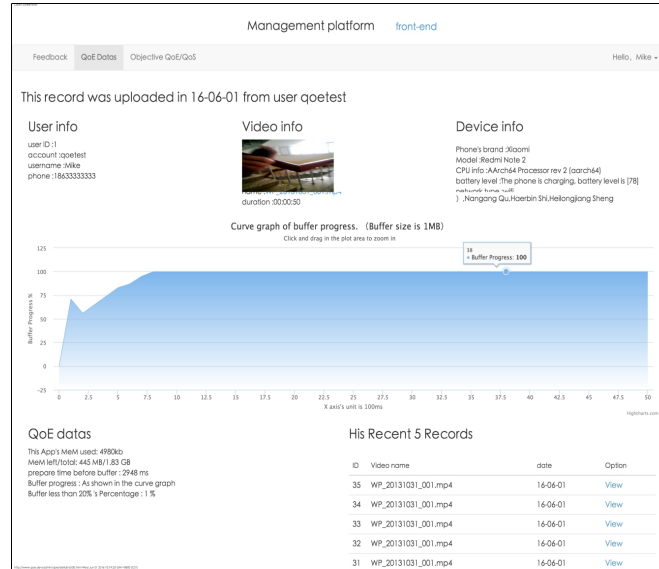 Management platform front-end
Feedback QoE Datas Objective QoE/QoS Hello, Mike
This record was uploaded in 16-06-01 from user qoetest
User info
user ID :1
account :qoetest
username :Mike
phone :18633333333
Video info
name :WP_20131031_001.mp4
duration :00:00:50
Device info
Phone's brand :Xiaomi
Model :Redmi Note 2
CPU info :AArch64 Processor rev 2 (aarch64)
battery level :The phone is charging, battery level is [78]
network type :wifi
) ,Nangang Qu,Haerbin Shi,Heilongjiang Sheng
Curve graph of buffer progress. (Buffer size is 1MB)
Click and drag in the plot area to zoom in
38
Buffer Progress: 100
Buffer Progress %
125
100
75
50
25
0
-25
0 2.5 5 7.5 10 12.5 15 17.5 20 22.5 25 27.5 30 32.5 35 37.5 40 42.5 45 47.5 50
X axis's unit is 100ms
Highcharts.com
QoE datas
This App's MeM used: 4980kb
MeM left/total: 445 MB/1.83 GB
prepare time before buffer : 2948 ms
Buffer progress : As shown in the curve graph
Buffer less than 20%'s Percentage : 1 %
His Recent 5 Records
ID Video name date Option
35 WP_20131031_001.mp4 16-06-01 View
34 WP_20131031_001.mp4 16-06-01 View
33 WP_20131031_001.mp4 16-06-01 View
32 WP_20131031_001.mp4 16-06-01 View
31 WP_20131031_001.mp4 16-06-01 View